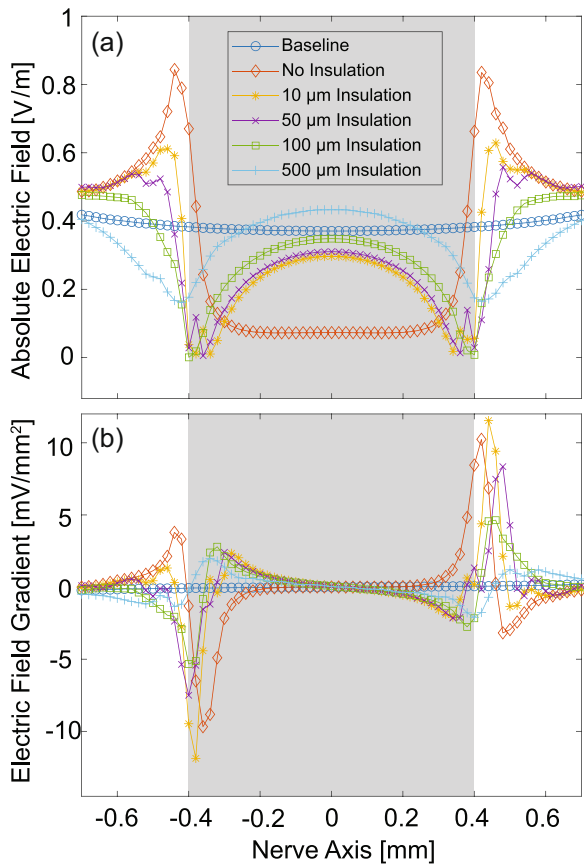 (a)
Baseline
No Insulation
10 µm Insulation
50 µm Insulation
100 µm Insulation
500 µm Insulation
Absolute Electric Field [V/m]
1
0.8
0.6
0.4
0.2
0
(b)
Electric Field Gradient [mV/mm²]
10
5
0
-5
-10
-0.6 -0.4 -0.2 0 0.2 0.4 0.6
Nerve Axis [mm]